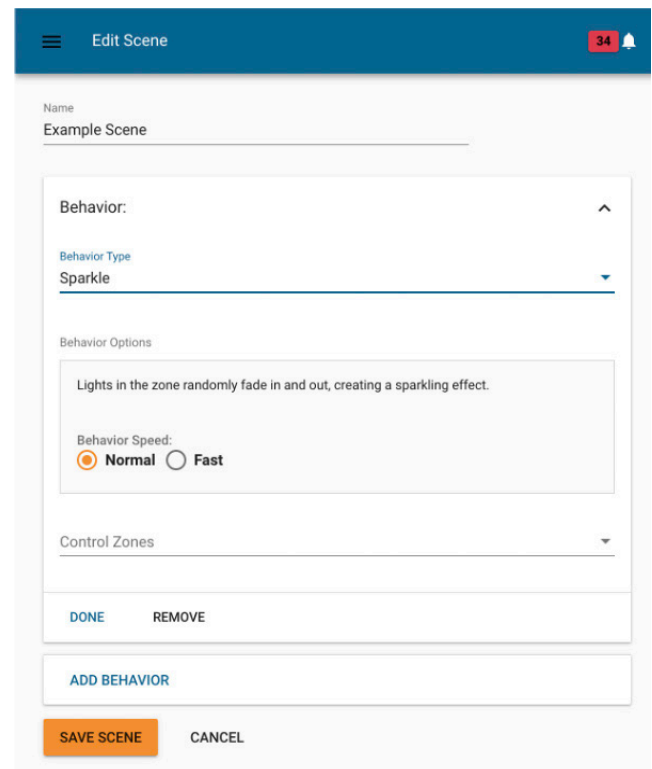 Edit Scene
34
Name
Example Scene
Behavior:
Behavior Type
Sparkle
Behavior Options
Lights in the zone randomly fade in and out, creating a sparkling effect.
Behavior Speed:
Normal Fast
Control Zones
DONE REMOVE
ADD BEHAVIOR
SAVE SCENE CANCEL